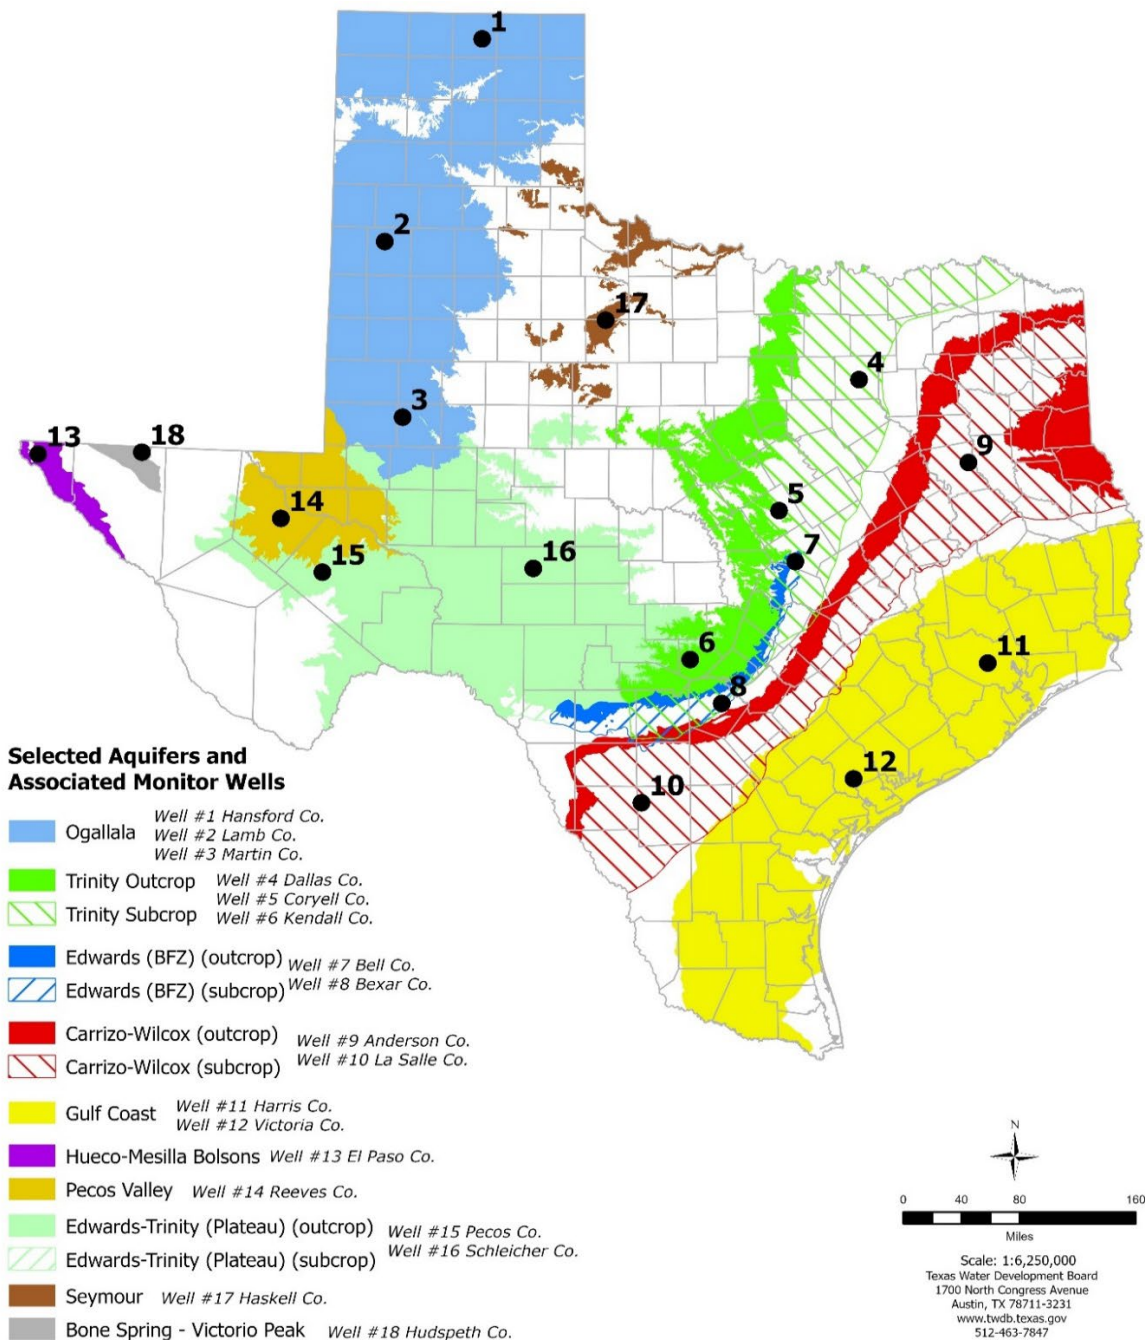 1
2
17
4
3
13
18
9
14
5
15
16
7
6
11
8
12
10
Selected Aquifers and
Associated Monitor Wells
Ogallala
Well #1 Hansford Co.
Well #2 Lamb Co.
Well #3 Martin Co.
Trinity Outcrop
Trinity Subcrop
Well #4 Dallas Co.
Well #5 Coryell Co.
Well #6 Kendall Co.
Edwards (BFZ) (outcrop)
Edwards (BFZ) (subcrop)
Well #7 Bell Co.
Well #8 Bexar Co.
Carrizo-Wilcox (outcrop)
Carrizo-Wilcox (subcrop)
Well #9 Anderson Co.
Well #10 La Salle Co.
Gulf Coast
Well #11 Harris Co.
Well #12 Victoria Co.
Hueco-Mesilla Bolsons Well #13 El Paso Co.
Pecos Valley Well #14 Reeves Co.
Edwards-Trinity (Plateau) (outcrop)
Edwards-Trinity (Plateau) (subcrop)
Well #15 Pecos Co.
Well #16 Schleicher Co.
Seymour Well #17 Haskell Co.
Bone Spring - Victorio Peak Well #18 Hudspeth Co.
N
0 40 80 160
Miles
Scale: 1:6,250,000
Texas Water Development Board
1700 North Congress Avenue
Austin, TX 78711-3231
www.twdb.texas.gov
512-463-7847